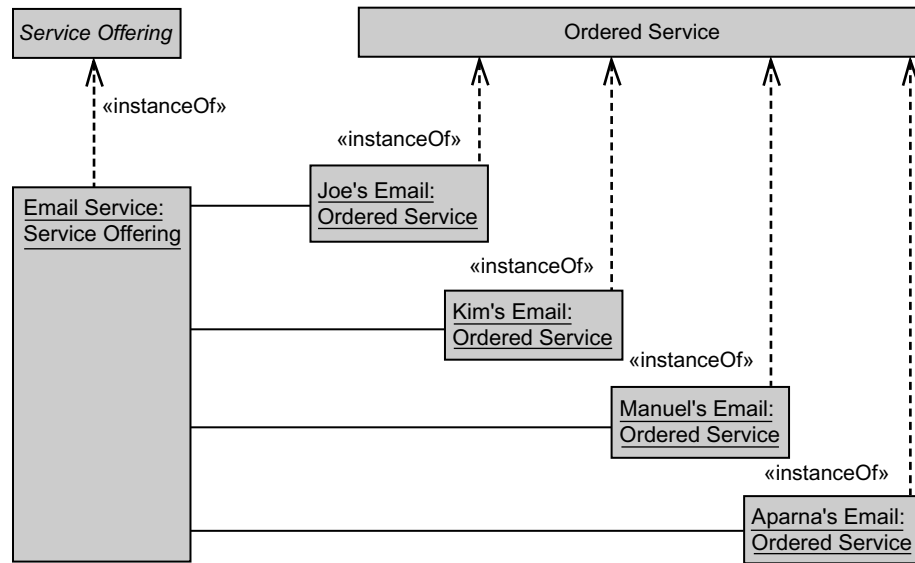 Service Offering
Ordered Service
«instanceOf»
«instanceOf»
Joe's Email:
Ordered Service
Email Service:
Service Offering
«instanceOf»
Kim's Email:
Ordered Service
«instanceOf»
Manuel's Email:
Ordered Service
«instanceOf»
Aparna's Email:
Ordered Service